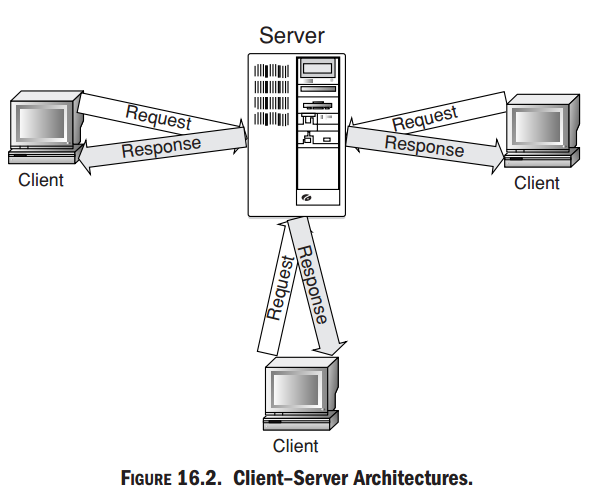 Server
Request
Response
Client
Request
Response
Client
Request
Response
Client
FIGURE 16.2. Client–Server Architectures.